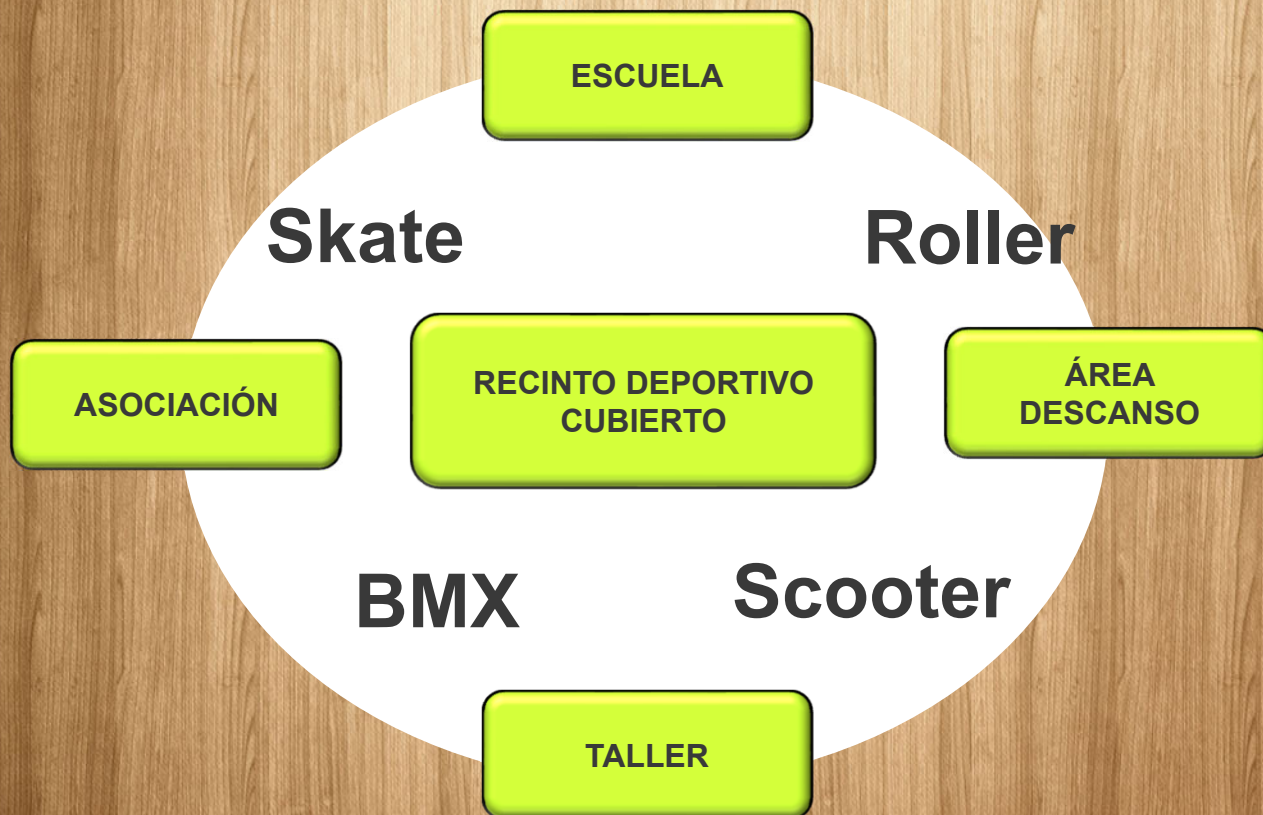 ESCUELA
Skate
Roller
ASOCIACIÓN
RECINTO DEPORTIVO
CUBIERTO
ÁREA
DESCANSO
BMX
Scooter
TALLER